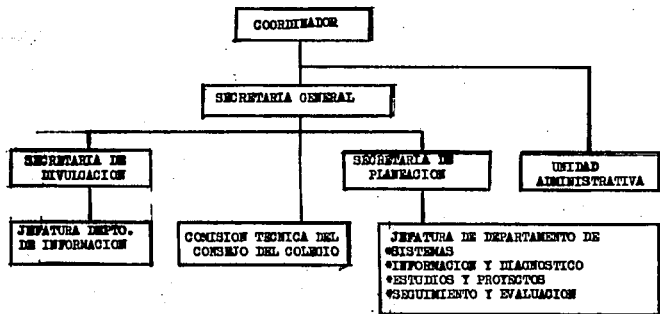 COORDINADOR
SECRETARIA GENERAL
SECRETARIA DE
DIVULGACION
SECRETARIA DE
PLANEACION
UNIDAD
ADMINISTRATIVA
JEFATURA DEPTO.
DE INFORMACION
COMISION TECNICA DEL
CONSEJO DEL COLEGIO
JEFATURA DE DEPARTAMENTO DE
*SISTEMAS
*INFORMACION Y DIAGNOSTICO
*ESTUDIOS Y PROYECTOS
*SEGUIMIENTO Y EVALUACION